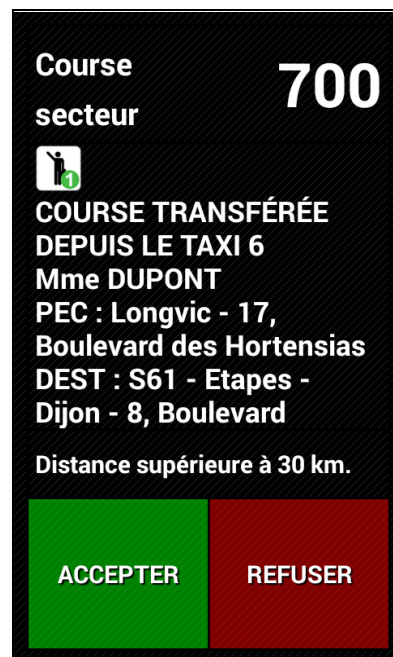 Course
secteur
700
1
COURSE TRANSFÉRÉE
DEPUIS LE TAXI 6
Mme DUPONT
PEC : Longvic - 17,
Boulevard des Hortensias
DEST : S61 - Etapes -
Dijon - 8, Boulevard
Distance supérieure à 30 km.
ACCEPTER
REFUSER